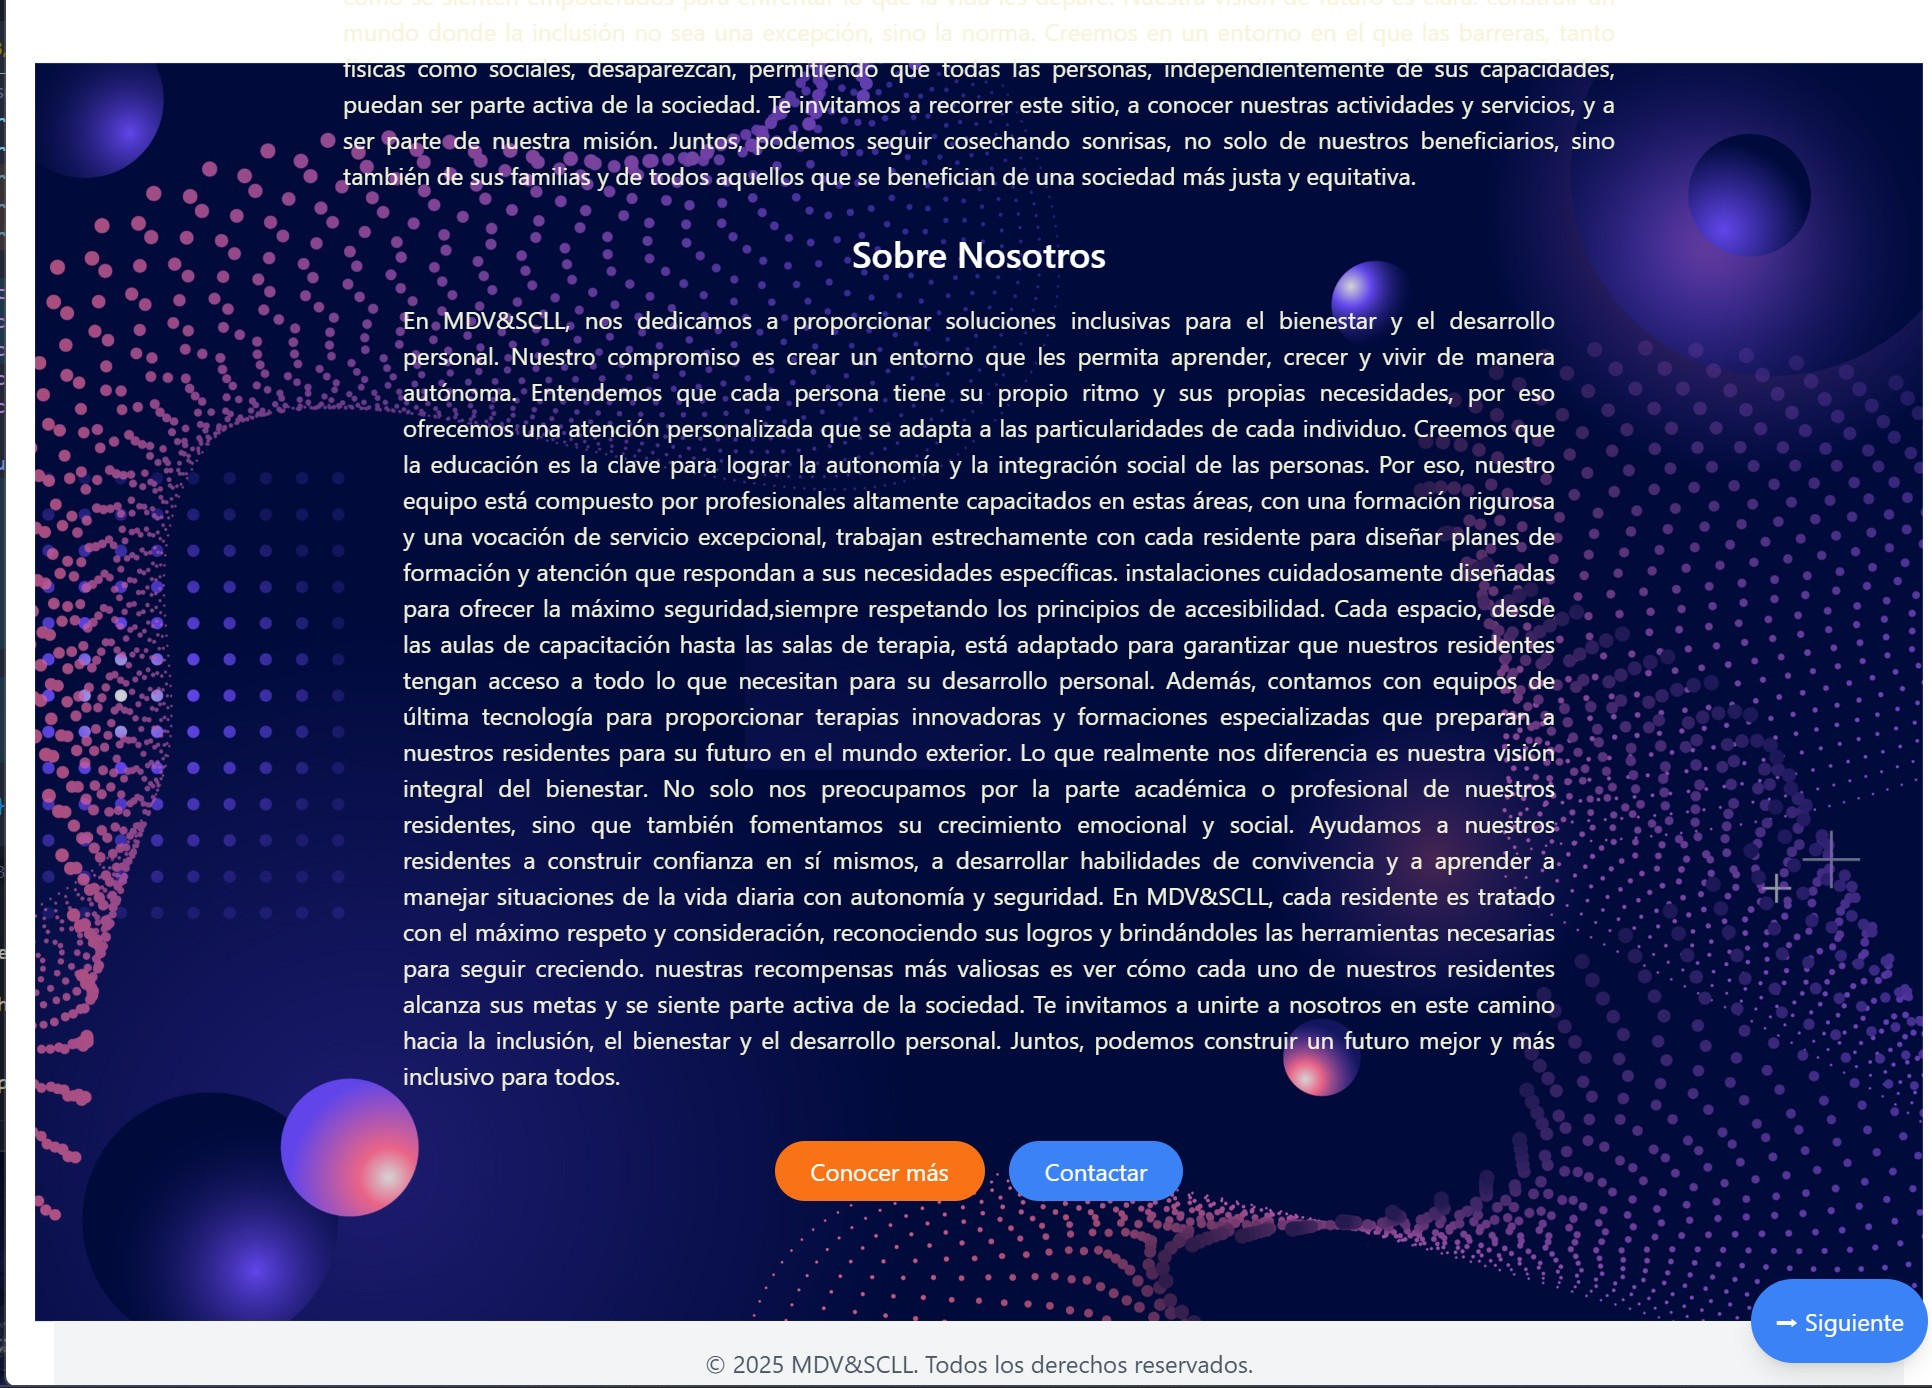 como se sienten empoderados para enfrentar lo que la vida les depare. Nuestra visión de futuro es clara: construir un
mundo donde la inclusión no sea una excepción, sino la norma. Creemos en un entorno en el que las barreras, tanto
físicas como sociales, desaparezcan, permitiendo que todas las personas, independientemente de sus capacidades,
puedan ser parte activa de la sociedad. Te invitamos a recorrer este sitio, a conocer nuestras actividades y servicios, y a
ser parte de nuestra misión. Juntos, podemos seguir cosechando sonrisas, no solo de nuestros beneficiarios, sino
también de sus familias y de todos aquellos que se benefician de una sociedad más justa y equitativa.
Sobre Nosotros
En MDV&SCLL, nos dedicamos a proporcionar soluciones inclusivas para el bienestar y el desarrollo
personal. Nuestro compromiso es crear un entorno que les permita aprender, crecer y vivir de manera
autónoma. Entendemos que cada persona tiene su propio ritmo y sus propias necesidades, por eso
ofrecemos una atención personalizada que se adapta a las particularidades de cada individuo. Creemos que
la educación es la clave para lograr la autonomía y la integración social de las personas. Por eso, nuestro
equipo está compuesto por profesionales altamente capacitados en estas áreas, con una formación rigurosa
y una vocación de servicio excepcional, trabajan estrechamente con cada residente para diseñar planes de
formación y atención que respondan a sus necesidades específicas. instalaciones cuidadosamente diseñadas
para ofrecer la máximo seguridad,siempre respetando los principios de accesibilidad. Cada espacio, desde
las aulas de capacitación hasta las salas de terapia, está adaptado para garantizar que nuestros residentes
tengan acceso a todo lo que necesitan para su desarrollo personal. Además, contamos con equipos de
última tecnología para proporcionar terapias innovadoras y formaciones especializadas que preparan a
nuestros residentes para su futuro en el mundo exterior. Lo que realmente nos diferencia es nuestra visión
integral del bienestar. No solo nos preocupamos por la parte académica o profesional de nuestros
residentes, sino que también fomentamos su crecimiento emocional y social. Ayudamos a nuestros
residentes a construir confianza en sí mismos, a desarrollar habilidades de convivencia y a aprender a
manejar situaciones de la vida diaria con autonomía y seguridad. En MDV&SCLL, cada residente es tratado
con el máximo respeto y consideración, reconociendo sus logros y brindándoles las herramientas necesarias
para seguir creciendo. nuestras recompensas más valiosas es ver cómo cada uno de nuestros residentes
alcanza sus metas y se siente parte activa de la sociedad. Te invitamos a unirte a nosotros en este camino
hacia la inclusión, el bienestar y el desarrollo personal. Juntos, podemos construir un futuro mejor y más
inclusivo para todos.
Conocer más
Contactar
➞ Siguiente
© 2025 MDV&SCLL. Todos los derechos reservados.